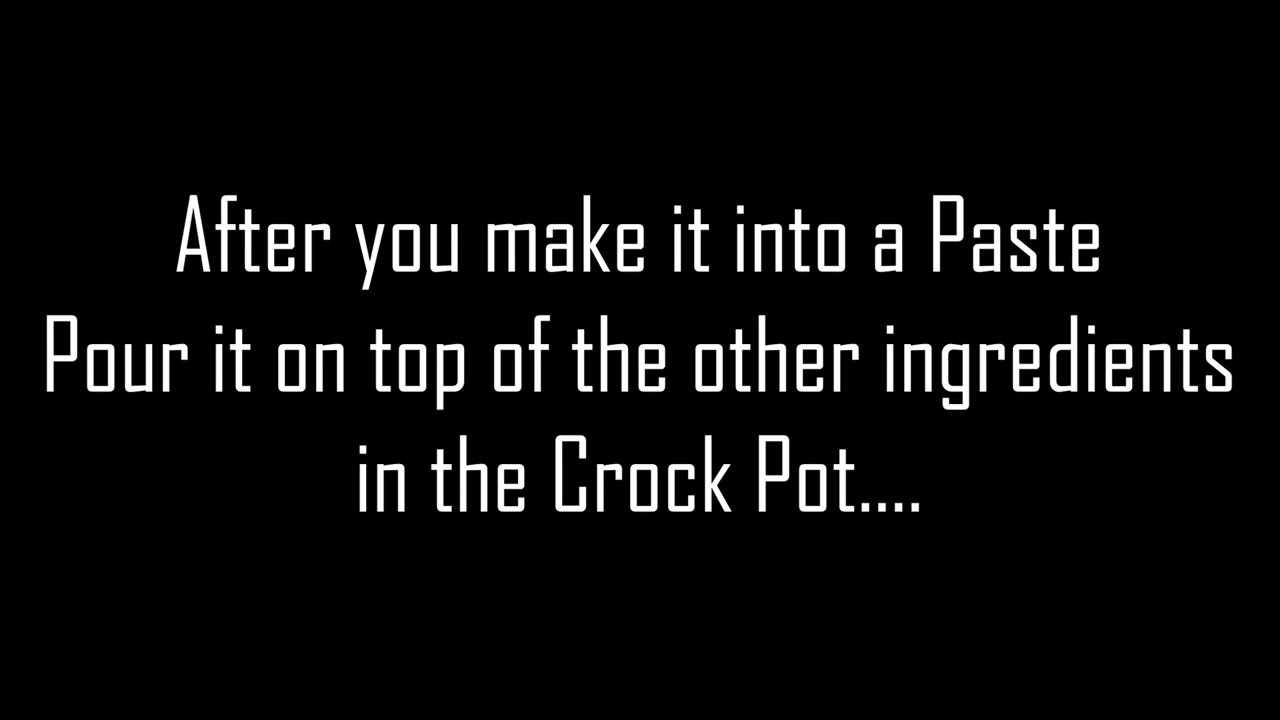 After you make it into a Paste
Pour it on top of the other ingredients
in the Crock Pot....